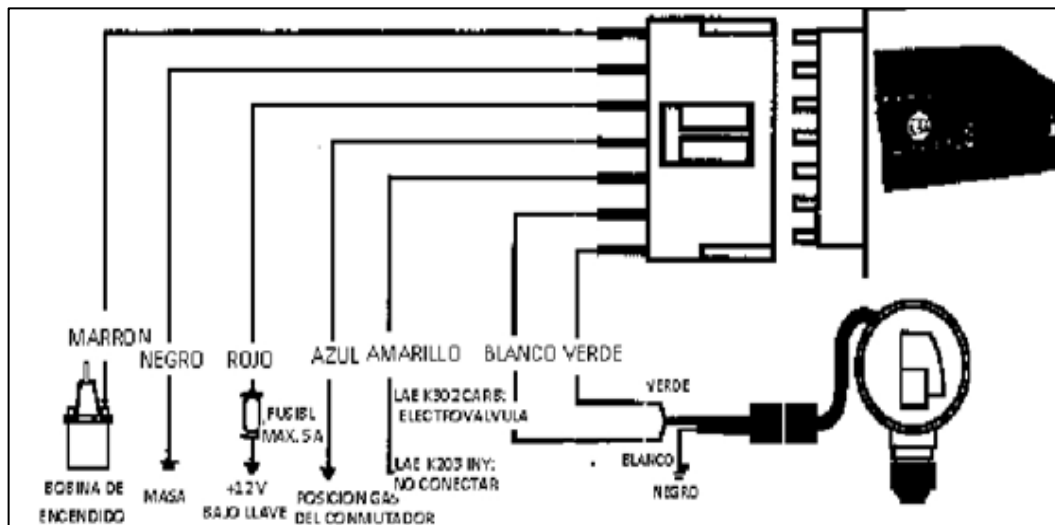 MARRON
NEGRO
ROJO
AZUL
AMARILLO
BLANCO
VERDE
BOBINA DE
ENCENDIDO
MASA
FUSIBL
MAX. 5 A
+12V
BAJO LLAVE
POSICION GAS
DEL CONMUTADOR
LAE K302 CARB:
ELECTROVALVULA
LAE K203 INY:
NO CONECTAR
VERDE
BLANCO
NEGRO